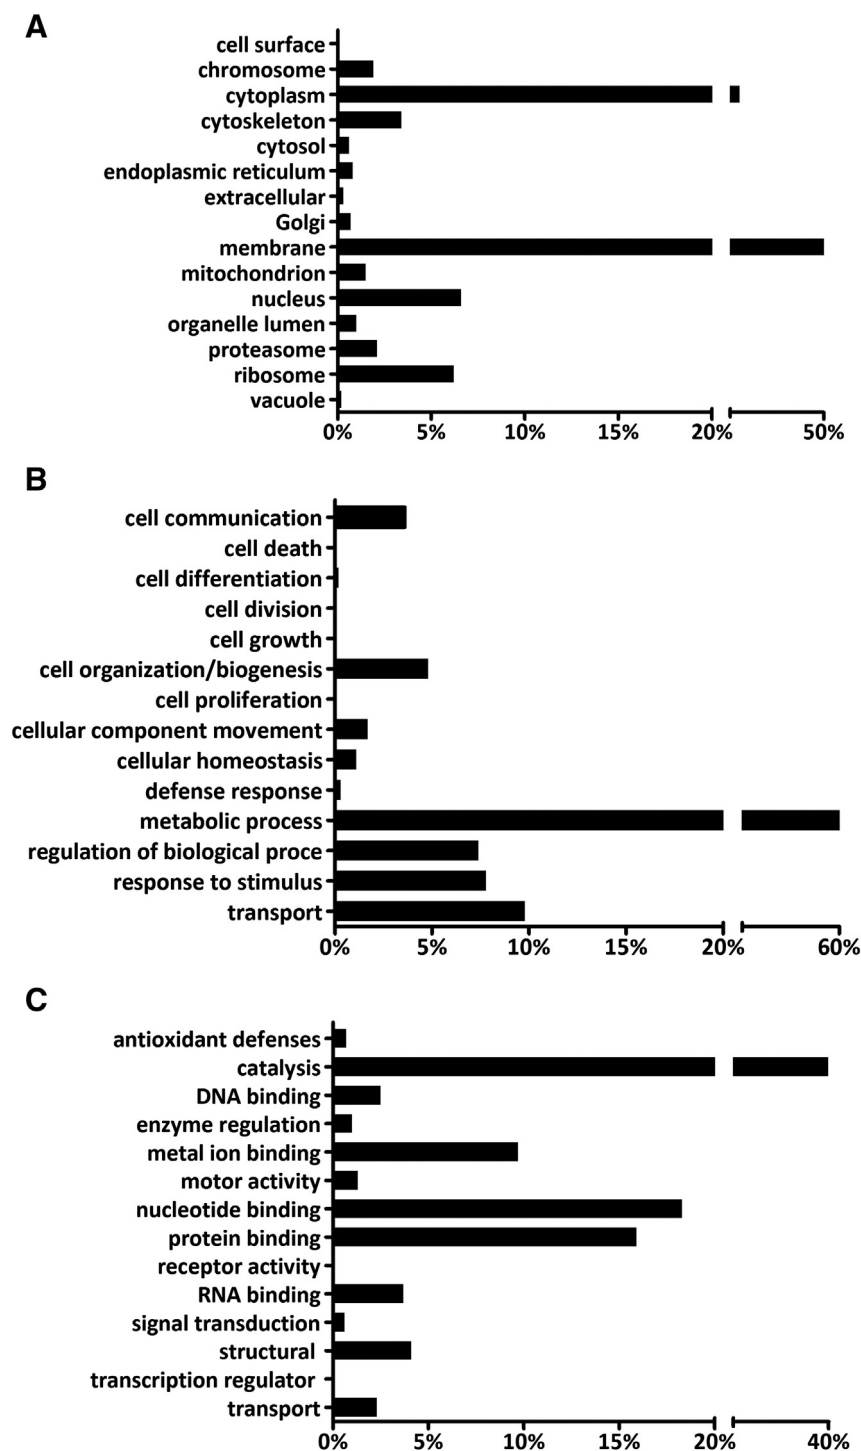 A
cell surface
chromosome
cytoplasm
cytoskeleton
cytosol
endoplasmic reticulum
extracellular
Golgi
membrane
mitochondrion
nucleus
organelle lumen
proteasome
ribosome
vacuole
0% 5% 10% 15% 20% 50%
B
cell communication
cell death
cell differentiation
cell division
cell growth
cell organization/biogenesis
cell proliferation
cellular component movement
cellular homeostasis
defense response
metabolic process
regulation of biological proce
response to stimulus
transport
0% 5% 10% 15% 20% 60%
C
antioxidant defenses
catalysis
DNA binding
enzyme regulation
metal ion binding
motor activity
nucleotide binding
protein binding
receptor activity
RNA binding
signal transduction
structural
transcription regulator
transport
0% 5% 10% 15% 20% 40%